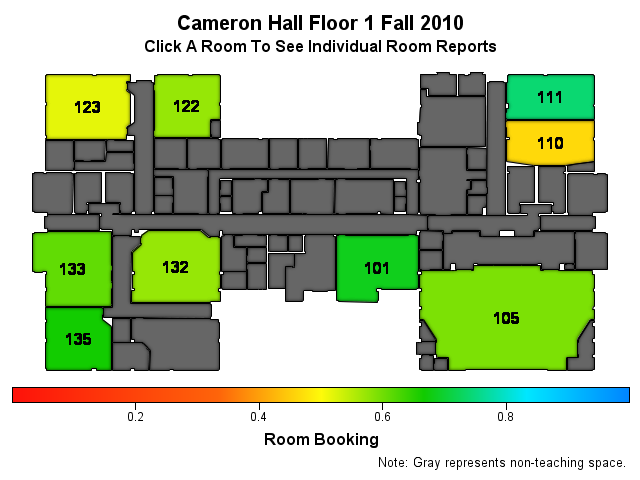 Cameron Hall Floor 1 Fall 2010
Click A Room To See Individual Room Reports
123
122
111
110
133
132
101
105
135
0.2 0.4 0.6 0.8
Room Booking
Note: Gray represents non-teaching space.